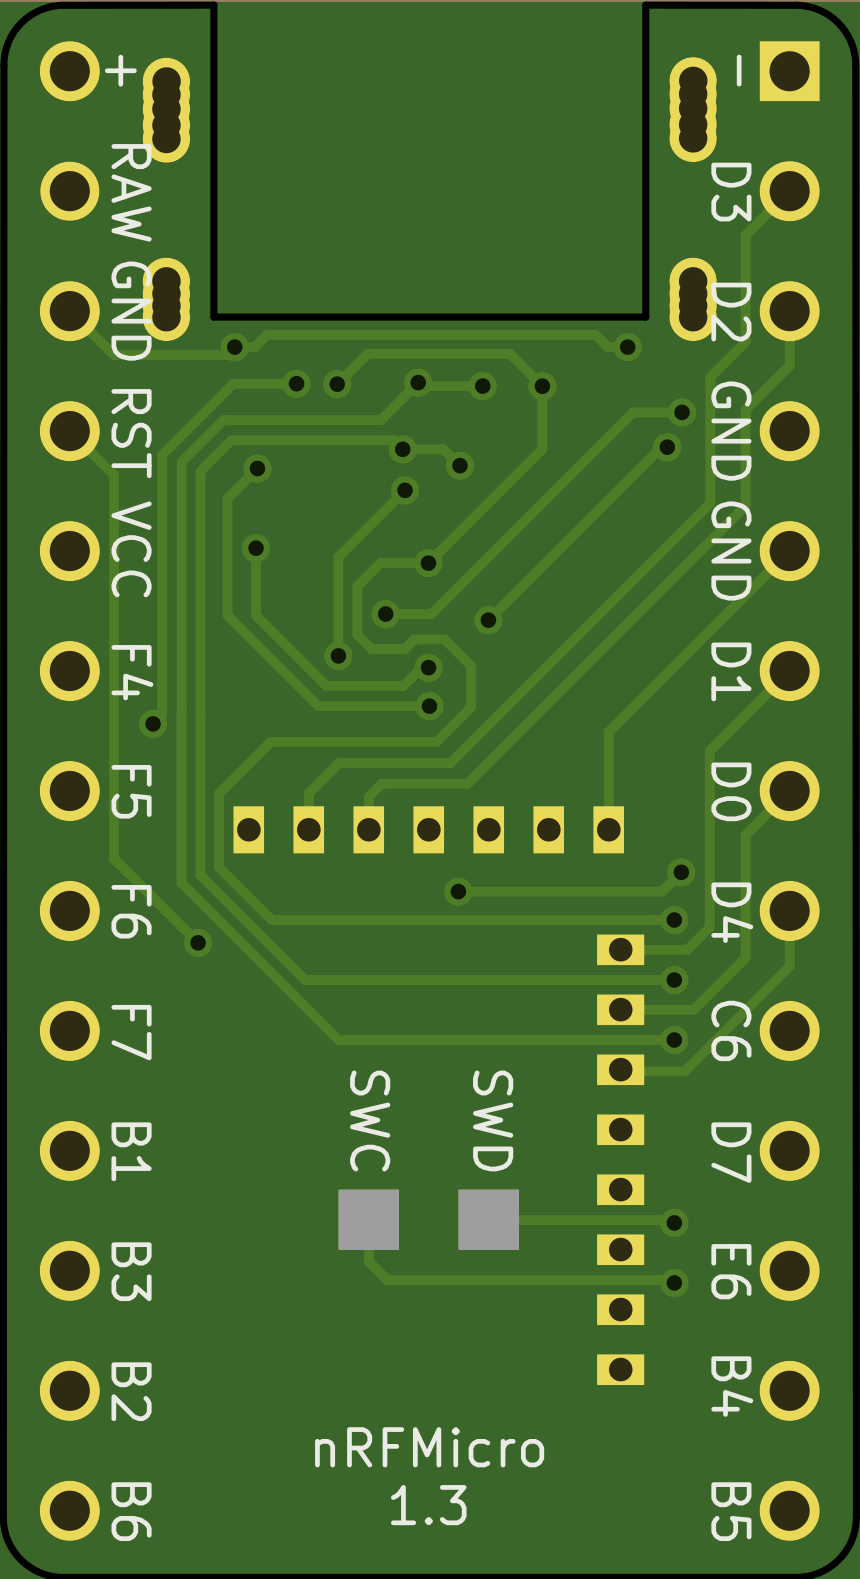 +
RAW
GND
RST
VCC
F4
F5
F6
F7
B1
B3
B2
B6
-
D3
D2
GND
GND
D1
D0
D4
C6
D7
E6
B4
B5
SWC
SWD
nRFMicro
1.3